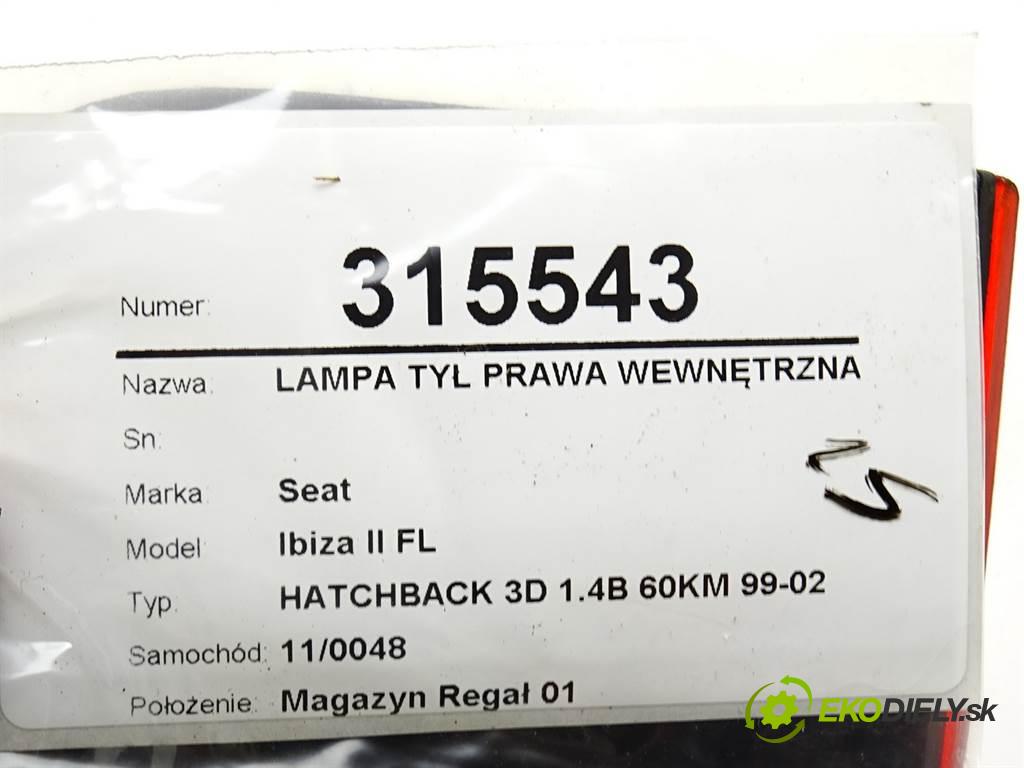 Numer: 315543
Nazwa: LAMPA TYŁ PRAWA WEWNĘTRZNA
Sn:
Marka: Seat
Model: Ibiza II FL
Typ: HATCHBACK 3D 1.4B 60KM 99-02
Samochód: 11/0048
Położenie: Magazyn Regał 01
EKODIELY.sk